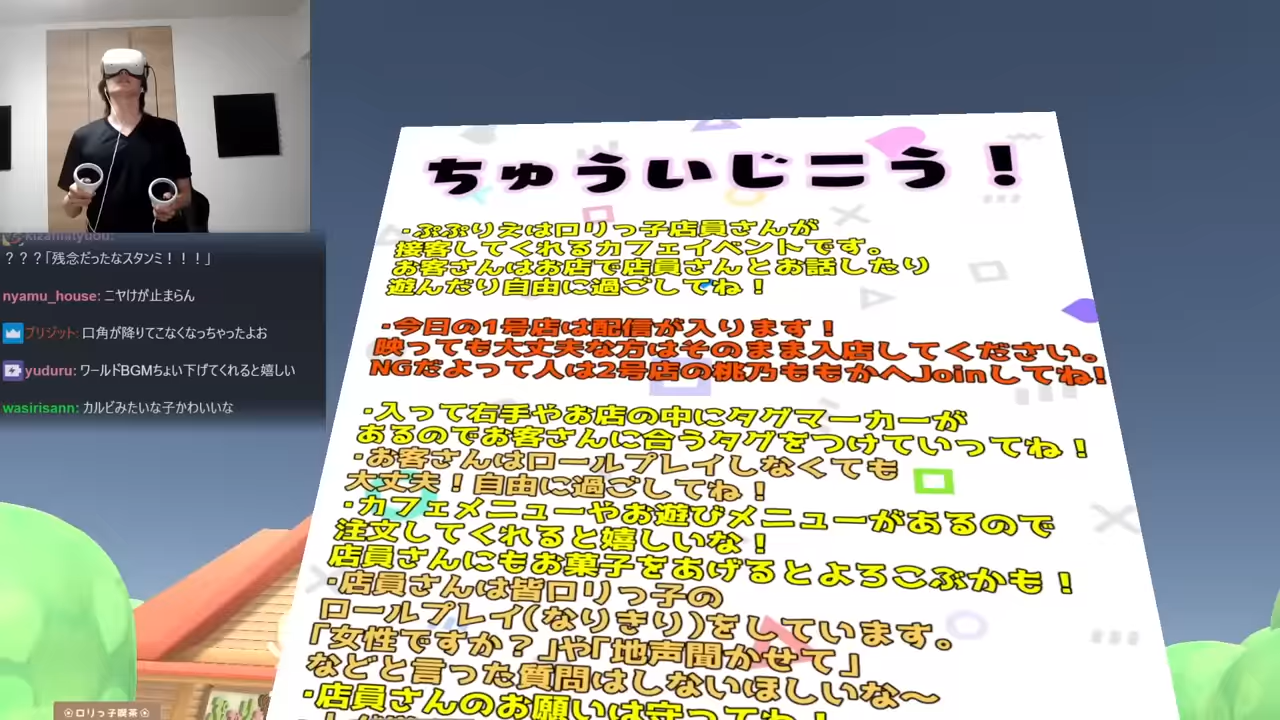 kizamiatyuou:
？？？「残念だったなスタンミ！！！」
nyamu_house: ニヤけが止まらん
ブリジット: 口角が降りてこなくなっちゃったよお
yuduru: ワールドBGMちょい下げてくれると嬉しい
wasirisann: カルビみたいな子かわいいな
ちゅういじこう！
・ぷぷりえはロリっ子店員さんが
接客してくれるカフェイベントです。
お客さんはお店で店員さんとお話したり
遊んだり自由に過ごしてね！
・今日の1号店は配信が入ります！
映っても大丈夫な方はそのまま入店してください。
NGだよって人は2号店の桃乃ももかへJoinしてね!
・入って右手やお店の中にタグマーカーが
あるのでお客さんに合うタグをつけていってね！
・お客さんはロールプレイしなくても
大丈夫！自由に過ごしてね！
・カフェメニューやお遊びメニューがあるので
注文してくれると嬉しいな！
店員さんにもお菓子をあげるとよろこぶかも！
・店員さんは皆ロリっ子の
ロールプレイ(なりきり)をしています。
「女性ですか？」や「地声聞かせて」
などと言った質問はしないほしいな〜
・店員さんのお願いは守ってね！
ロリっ子喫茶